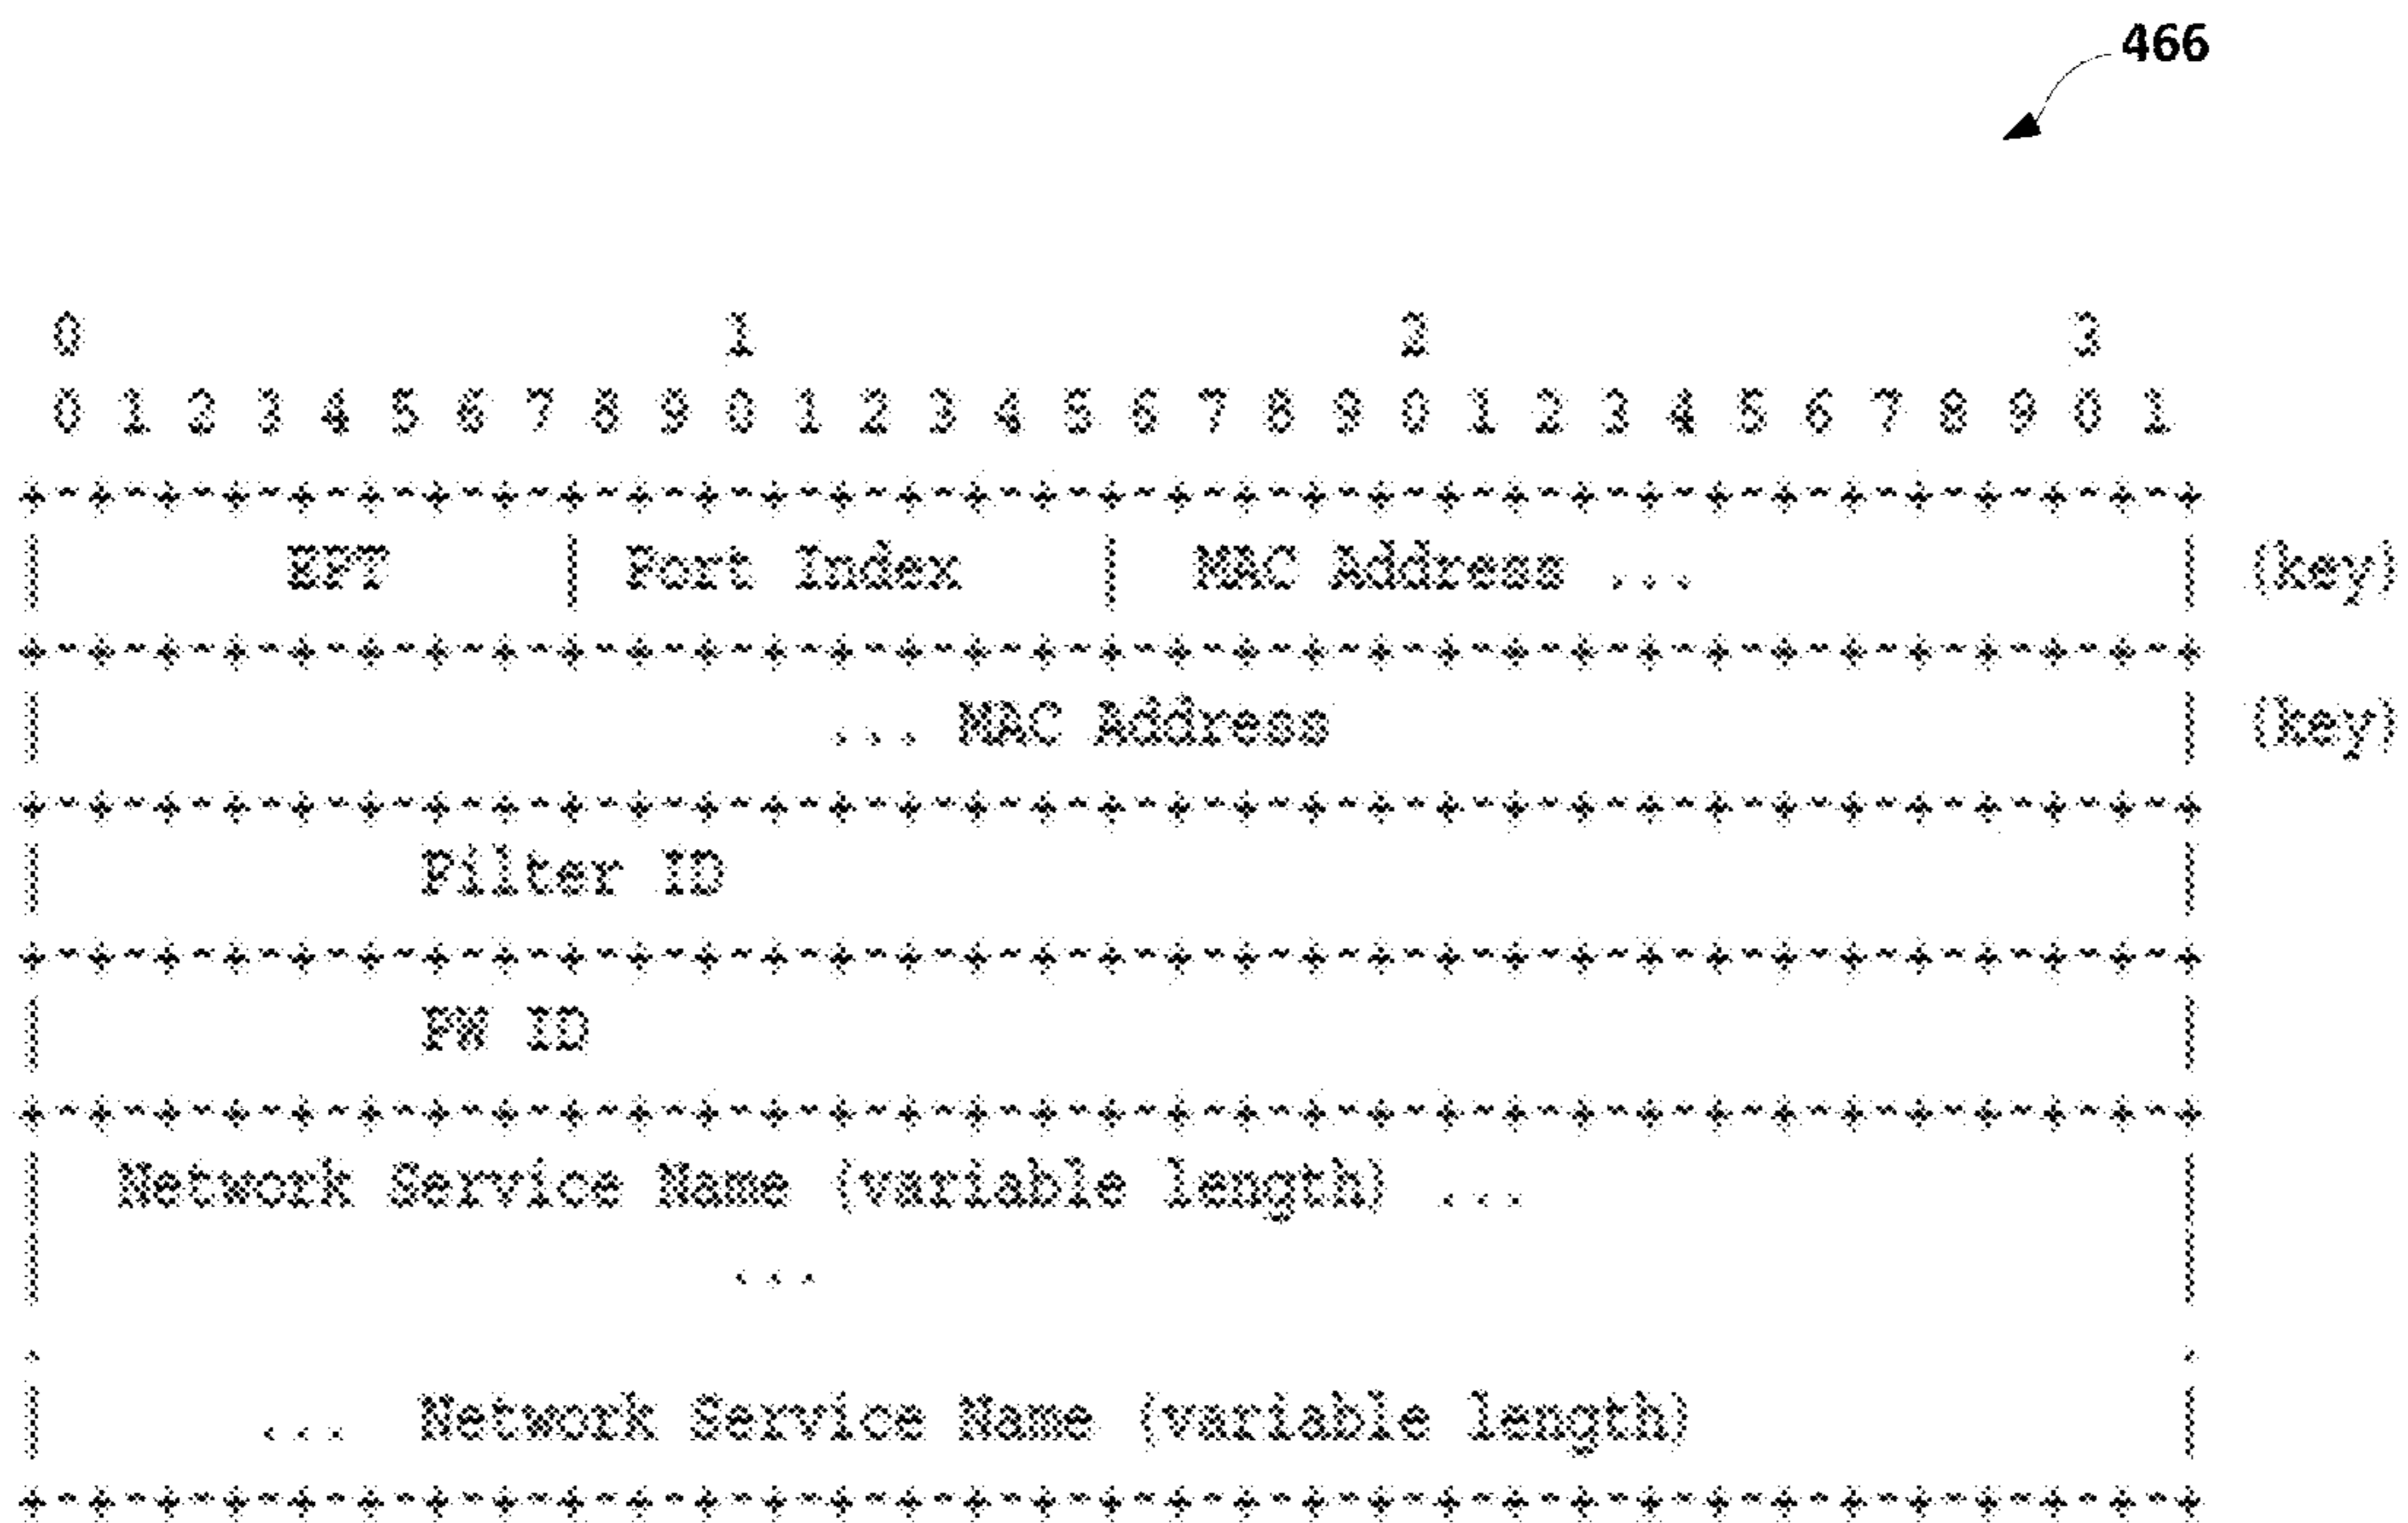 466
0 1 2 3
0 1 2 3 4 5 6 7 8 9 0 1 2 3 4 5 6 7 8 9 0 1 2 3 4 5 6 7 8 9 0 1
+-+-+-+-+-+-+-+-+-+-+-+-+-+-+-+-+-+-+-+-+-+-+-+-+-+-+-+-+-+-+-+-+
| EPT | Port Index | MAC Address ... | (key)
+-+-+-+-+-+-+-+-+-+-+-+-+-+-+-+-+-+-+-+-+-+-+-+-+-+-+-+-+-+-+-+-+
| ... MAC Address | (key)
+-+-+-+-+-+-+-+-+-+-+-+-+-+-+-+-+-+-+-+-+-+-+-+-+-+-+-+-+-+-+-+-+
| Filter ID |
+-+-+-+-+-+-+-+-+-+-+-+-+-+-+-+-+-+-+-+-+-+-+-+-+-+-+-+-+-+-+-+-+
| PW ID |
+-+-+-+-+-+-+-+-+-+-+-+-+-+-+-+-+-+-+-+-+-+-+-+-+-+-+-+-+-+-+-+-+
| Network Service Name (variable length) ... |
| ... |
. .
| ... Network Service Name (variable length) |
+-+-+-+-+-+-+-+-+-+-+-+-+-+-+-+-+-+-+-+-+-+-+-+-+-+-+-+-+-+-+-+-+